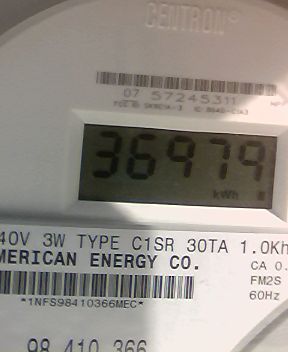 CENTRON®
07 57245311
36979
kWh
40V 3W TYPE C1SR 30TA 1.0Kh
MERICAN ENERGY CO.
CA 0.
FM2S
60Hz
*1NFS98410366MEC*
98 410 366